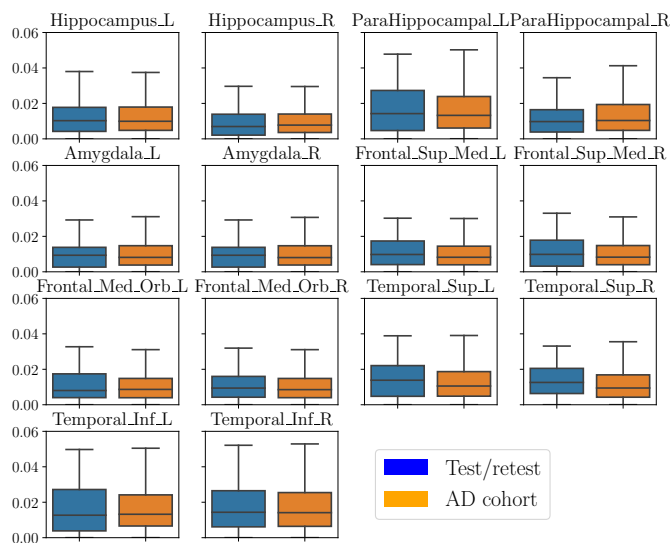 Hippocampus_L Hippocampus_R ParaHippocampal_L ParaHippocampal_R
0.06
0.04
0.02
0.00
Amygdala_L Amygdala_R Frontal_Sup_Med_L Frontal_Sup_Med_R
0.06
0.04
0.02
0.00
Frontal_Med_Orb_L Frontal_Med_Orb_R Temporal_Sup_L Temporal_Sup_R
0.06
0.04
0.02
0.00
Temporal_Inf_L Temporal_Inf_R
0.06
0.04
0.02
0.00
Test/retest
AD cohort